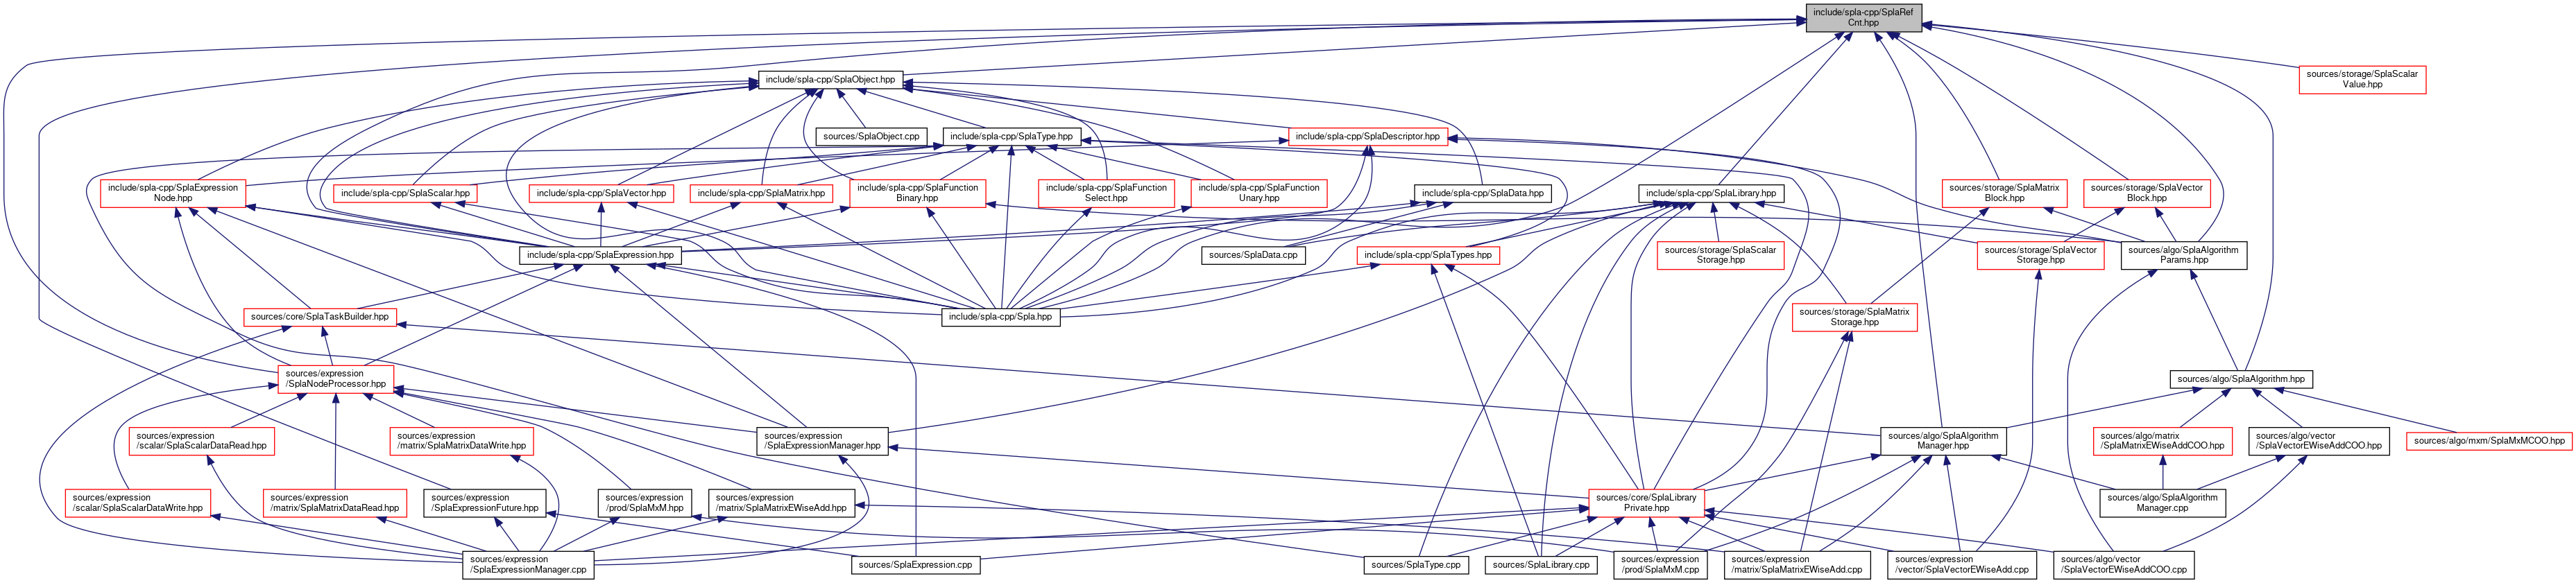 include/spla-cpp/SplaRef
Cnt.hpp
include/spla-cpp/SplaObject.hpp
sources/storage/SplaScalar
Value.hpp
sources/SplaObject.cpp
include/spla-cpp/SplaType.hpp
include/spla-cpp/SplaDescriptor.hpp
include/spla-cpp/SplaExpression
Node.hpp
include/spla-cpp/SplaScalar.hpp
include/spla-cpp/SplaVector.hpp
include/spla-cpp/SplaMatrix.hpp
include/spla-cpp/SplaFunction
Binary.hpp
include/spla-cpp/SplaFunction
Select.hpp
include/spla-cpp/SplaFunction
Unary.hpp
include/spla-cpp/SplaData.hpp
include/spla-cpp/SplaLibrary.hpp
sources/storage/SplaMatrix
Block.hpp
sources/storage/SplaVector
Block.hpp
include/spla-cpp/SplaExpression.hpp
sources/SplaData.cpp
include/spla-cpp/SplaTypes.hpp
sources/storage/SplaScalar
Storage.hpp
sources/storage/SplaVector
Storage.hpp
sources/algo/SplaAlgorithm
Params.hpp
sources/core/SplaTaskBuilder.hpp
include/spla-cpp/Spla.hpp
sources/storage/SplaMatrix
Storage.hpp
sources/expression
/SplaNodeProcessor.hpp
sources/algo/SplaAlgorithm.hpp
sources/expression
/scalar/SplaScalarDataRead.hpp
sources/expression
/matrix/SplaMatrixDataWrite.hpp
sources/expression
/SplaExpressionManager.hpp
sources/algo/SplaAlgorithm
Manager.hpp
sources/algo/matrix
/SplaMatrixEWiseAddCOO.hpp
sources/algo/vector
/SplaVectorEWiseAddCOO.hpp
sources/algo/mxm/SplaMxMCOO.hpp
sources/expression
/scalar/SplaScalarDataWrite.hpp
sources/expression
/matrix/SplaMatrixDataRead.hpp
sources/expression
/SplaExpressionFuture.hpp
sources/expression
/prod/SplaMxM.hpp
sources/expression
/matrix/SplaMatrixEWiseAdd.hpp
sources/core/SplaLibrary
Private.hpp
sources/algo/SplaAlgorithm
Manager.cpp
sources/expression
/SplaExpressionManager.cpp
sources/SplaExpression.cpp
sources/SplaType.cpp
sources/SplaLibrary.cpp
sources/expression
/prod/SplaMxM.cpp
sources/expression
/matrix/SplaMatrixEWiseAdd.cpp
sources/expression
/vector/SplaVectorEWiseAdd.cpp
sources/algo/vector
/SplaVectorEWiseAddCOO.cpp